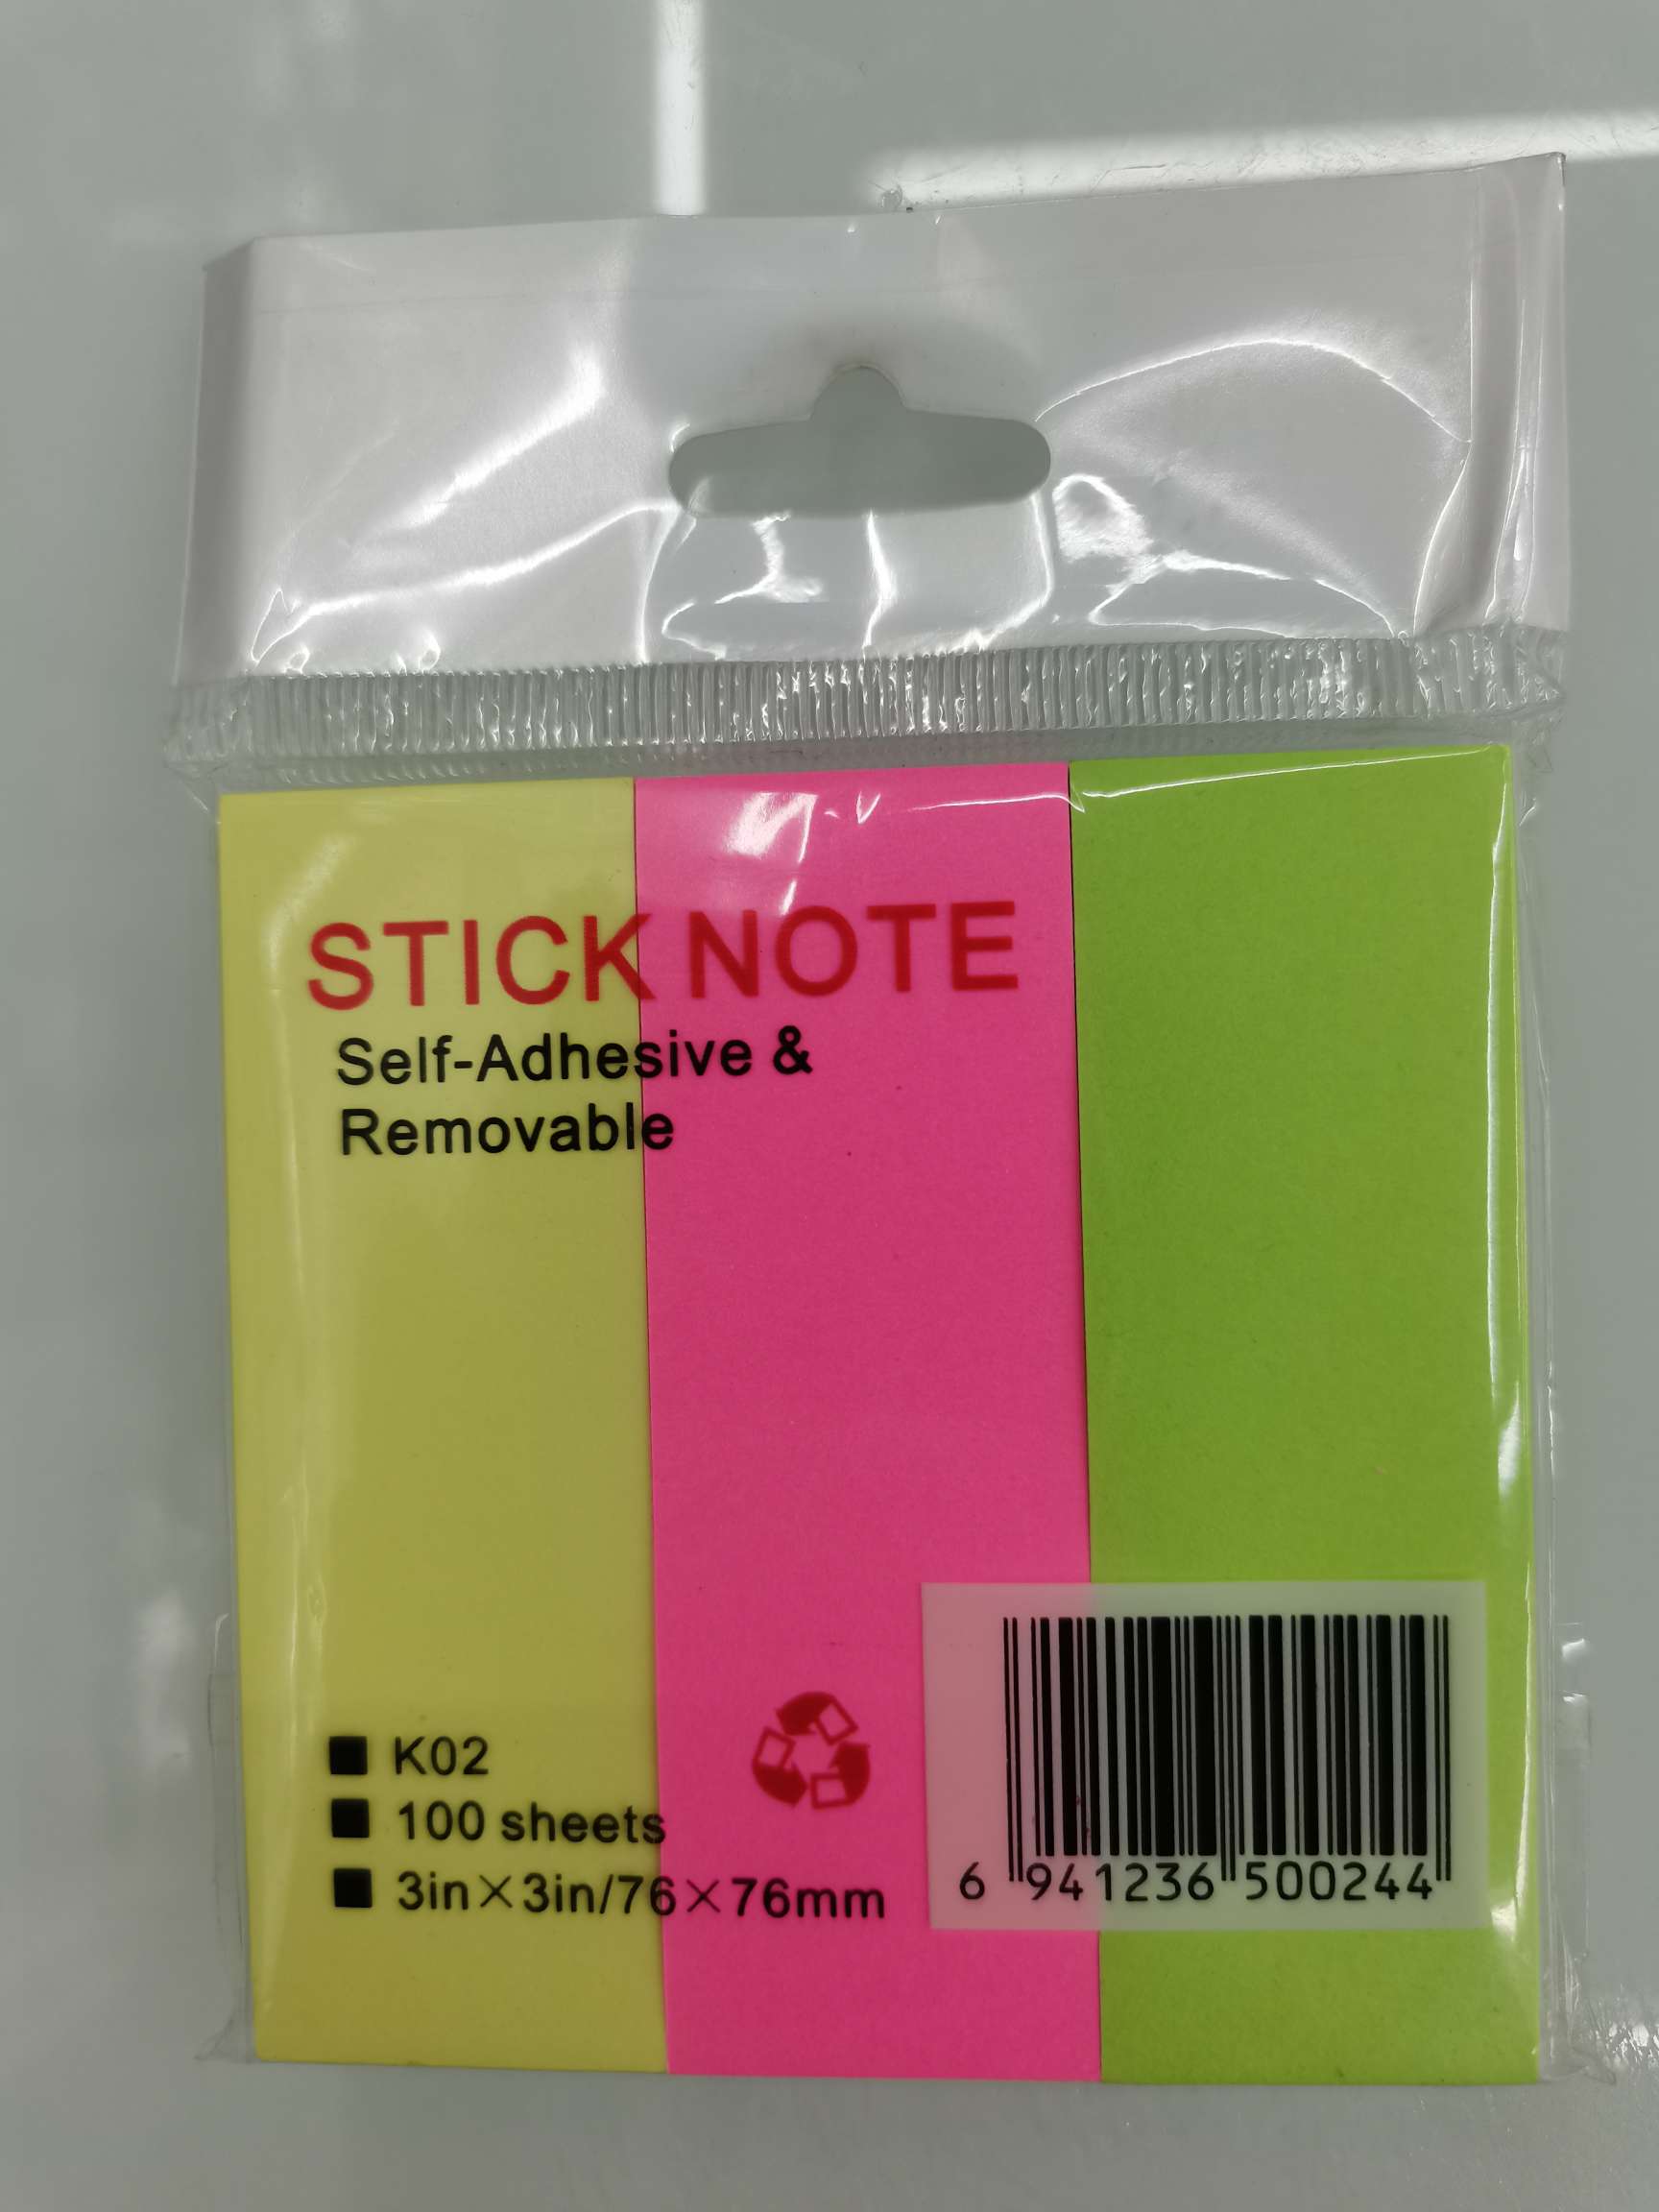 STICK NOTE
Self-Adhesive &
Removable
■ K02
■ 100 sheets
■ 3in×3in/76×76mm
6 941236 500244